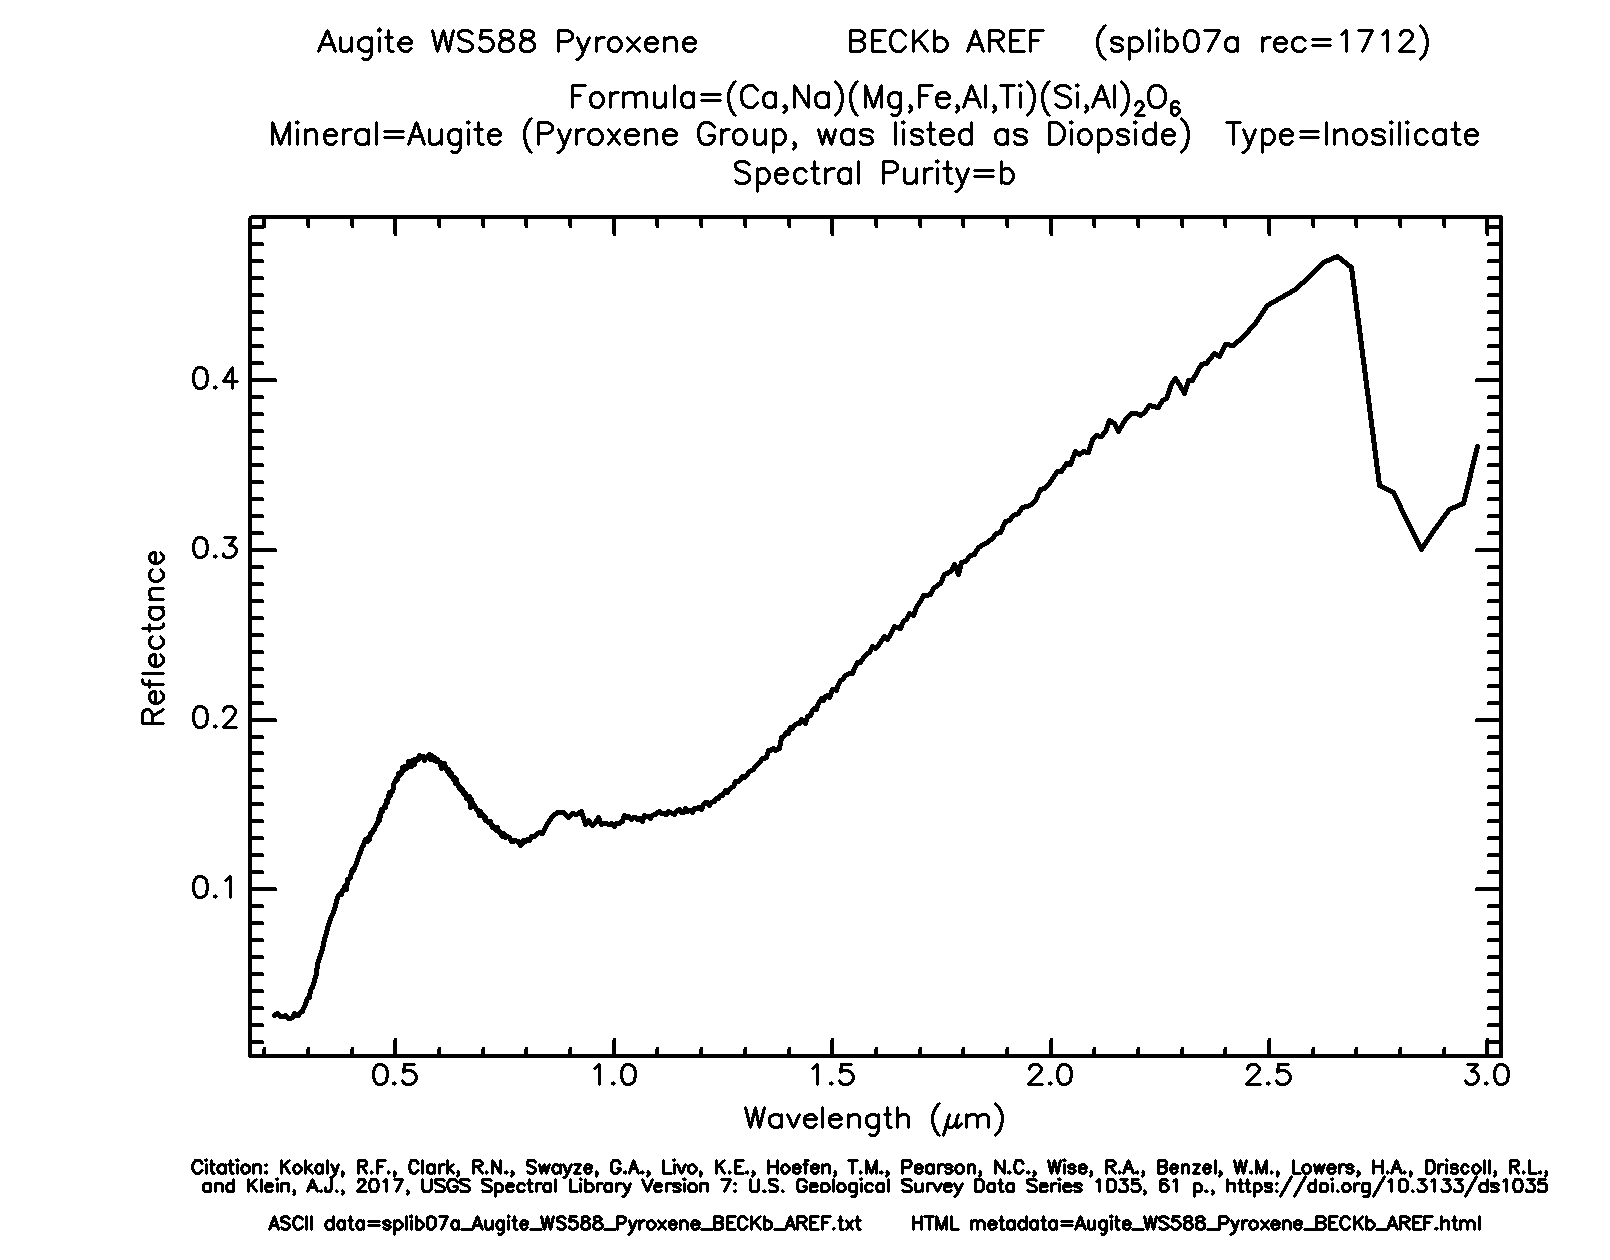 Augite WS588 Pyroxene BECKb AREF (splib07a rec=1712)
Formula=(Ca,Na)(Mg,Fe,Al,Ti)(Si,Al)₂O₆
Mineral=Augite (Pyroxene Group, was listed as Diopside) Type=Inosilicate
Spectral Purity=b
0.4
0.3
0.2
0.1
Reflectance
0.5 1.0 1.5 2.0 2.5 3.0
Wavelength (μm)
Citation: Kokaly, R.F., Clark, R.N., Swayze, G.A., Livo, K.E., Hoefen, T.M., Pearson, N.C., Wise, R.A., Benzel, W.M., Lowers, H.A., Driscoll, R.L.,
and Klein, A.J., 2017, USGS Spectral Library Version 7: U.S. Geological Survey Data Series 1035, 61 p., https://doi.org/10.3133/ds1035
ASCII data=splib07a_Augite_WS588_Pyroxene_BECKb_AREF.txt HTML metadata=Augite_WS588_Pyroxene_BECKb_AREF.html